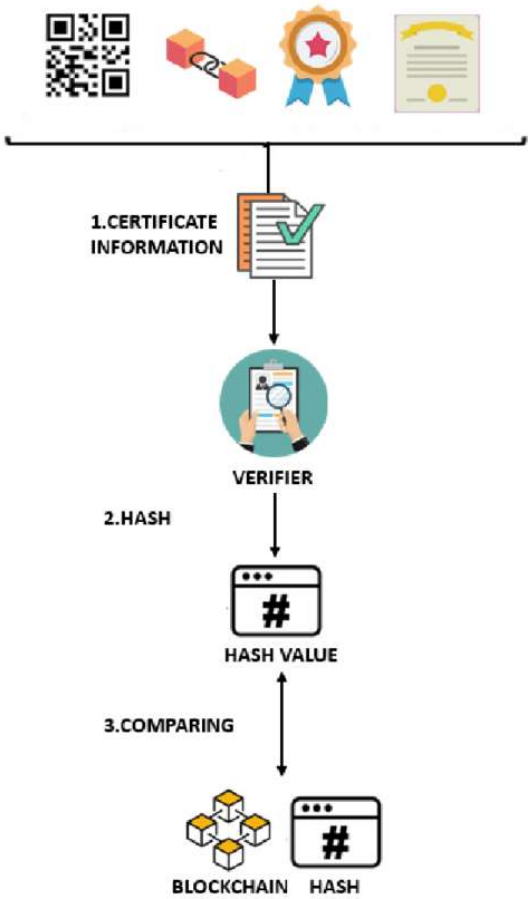 1.CERTIFICATE
INFORMATION
VERIFIER
2.HASH
#
HASH VALUE
3.COMPARING
#
BLOCKCHAIN HASH